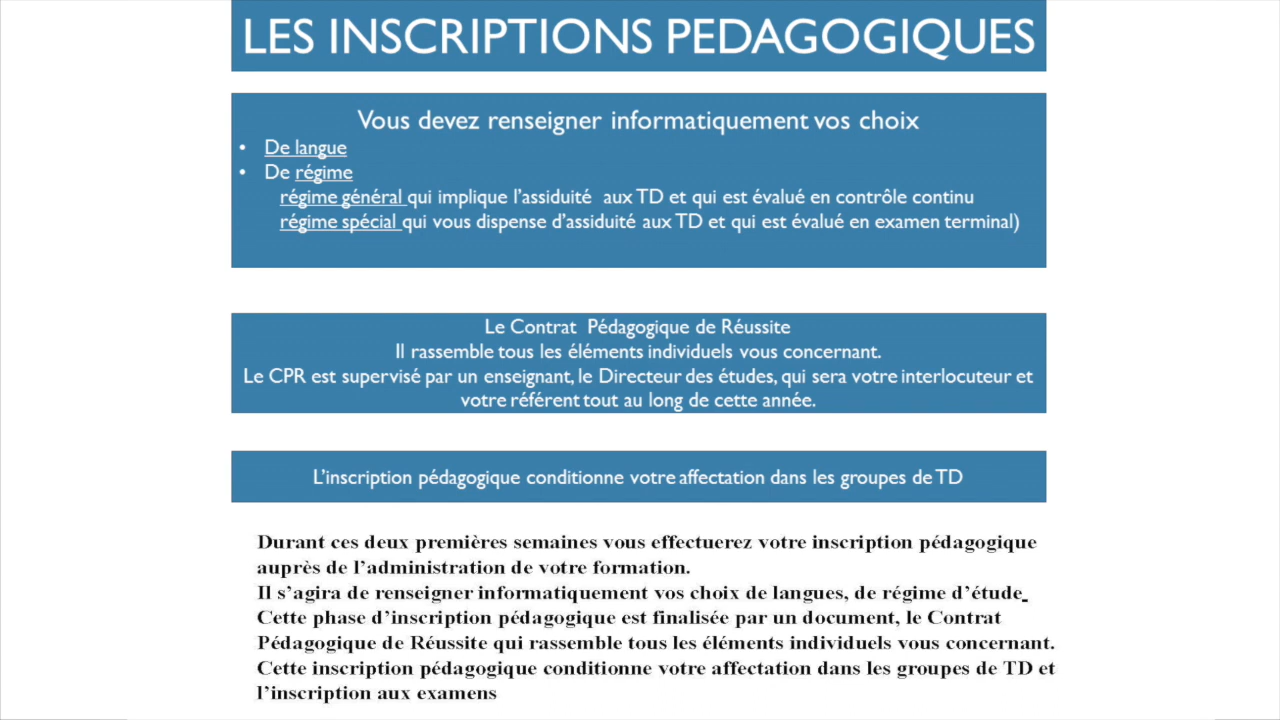 LES INSCRIPTIONS PEDAGOGIQUES
Vous devez renseigner informatiquement vos choix
• De langue
• De régime
régime général qui implique l'assiduité aux TD et qui est évalué en contrôle continu
régime spécial qui vous dispense d'assiduité aux TD et qui est évalué en examen terminal)
Le Contrat Pédagogique de Réussite
Il rassemble tous les éléments individuels vous concernant.
Le CPR est supervisé par un enseignant, le Directeur des études, qui sera votre interlocuteur et
votre référent tout au long de cette année.
L'inscription pédagogique conditionne votre affectation dans les groupes de TD
Durant ces deux premières semaines vous effectuerez votre inscription pédagogique
auprès de l'administration de votre formation.
Il s'agira de renseigner informatiquement vos choix de langues, de régime d'étude_
Cette phase d'inscription pédagogique est finalisée par un document, le Contrat
Pédagogique de Réussite qui rassemble tous les éléments individuels vous concernant.
Cette inscription pédagogique conditionne votre affectation dans les groupes de TD et
l'inscription aux examens